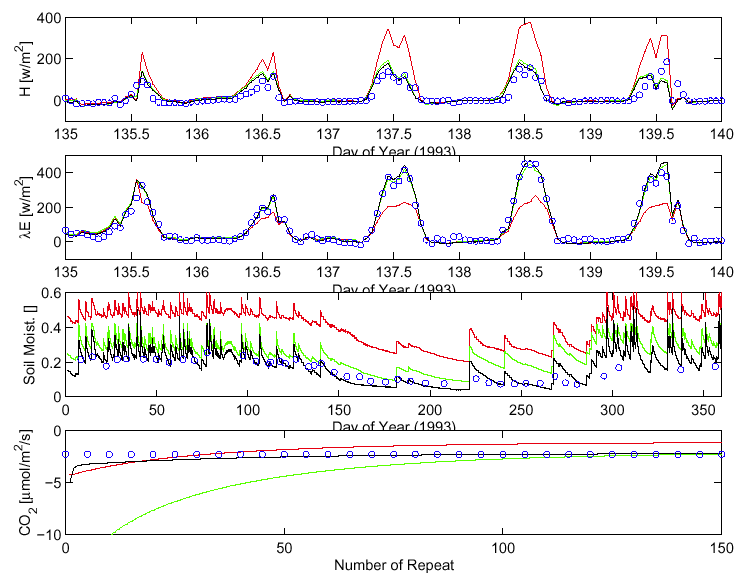 400
200
0
H [w/m²]
135 135.5 136 136.5 137 137.5 138 138.5 139 139.5 140
Day of Year (1993)
400
200
0
λE [w/m²]
135 135.5 136 136.5 137 137.5 138 138.5 139 139.5 140
Day of Year (1993)
0.6
0.4
0.2
0
Soil Moist. []
0 50 100 150 200 250 300 350
Day of Year (1993)
0
−5
−10
CO₂ [μmol/m²/s]
0 50 100 150
Number of Repeat